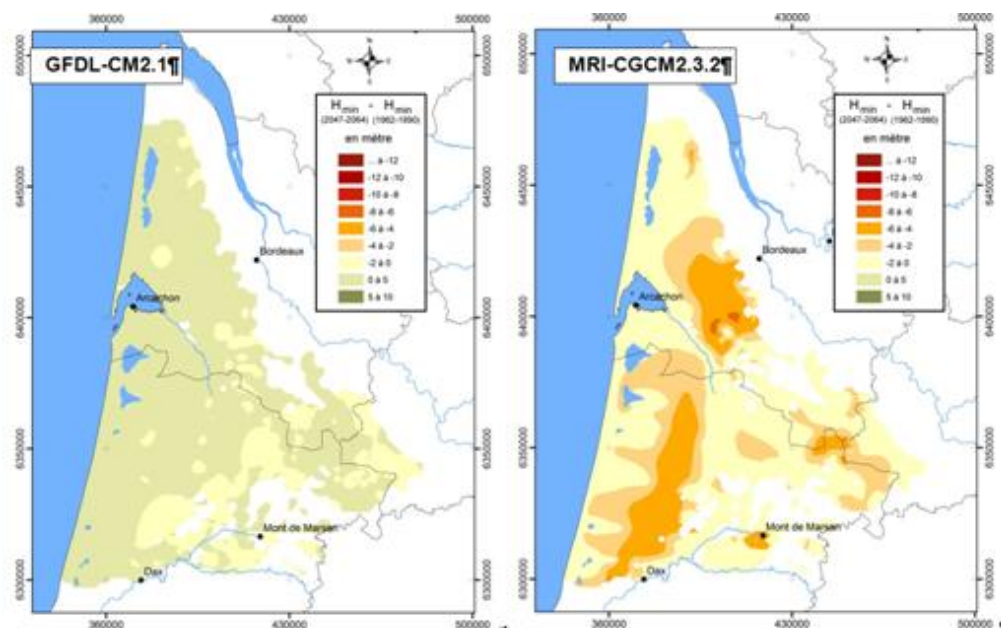 360000 430000 500000
GFDL-CM2.1¶
Hmin - Hmin
(2047-2064) (1962-1990)
en mètre
... à -12
-12 à -10
-10 à -8
-8 à -6
-6 à -4
-4 à -2
-2 à 0
0 à 5
5 à 10
Bordeaux
Arcachon
Mont de Marsan
Dax
6500000
6450000
6400000
6350000
6300000
360000 430000 500000
360000 430000 500000
MRI-CGCM2.3.2¶
Hmin - Hmin
(2047-2064) (1962-1990)
en mètre
... à -12
-12 à -10
-10 à -8
-8 à -6
-6 à -4
-4 à -2
-2 à 0
0 à 5
5 à 10
Bordeaux
Arcachon
Mont de Marsan
Dax
6500000
6450000
6400000
6350000
6300000
360000 430000 500000